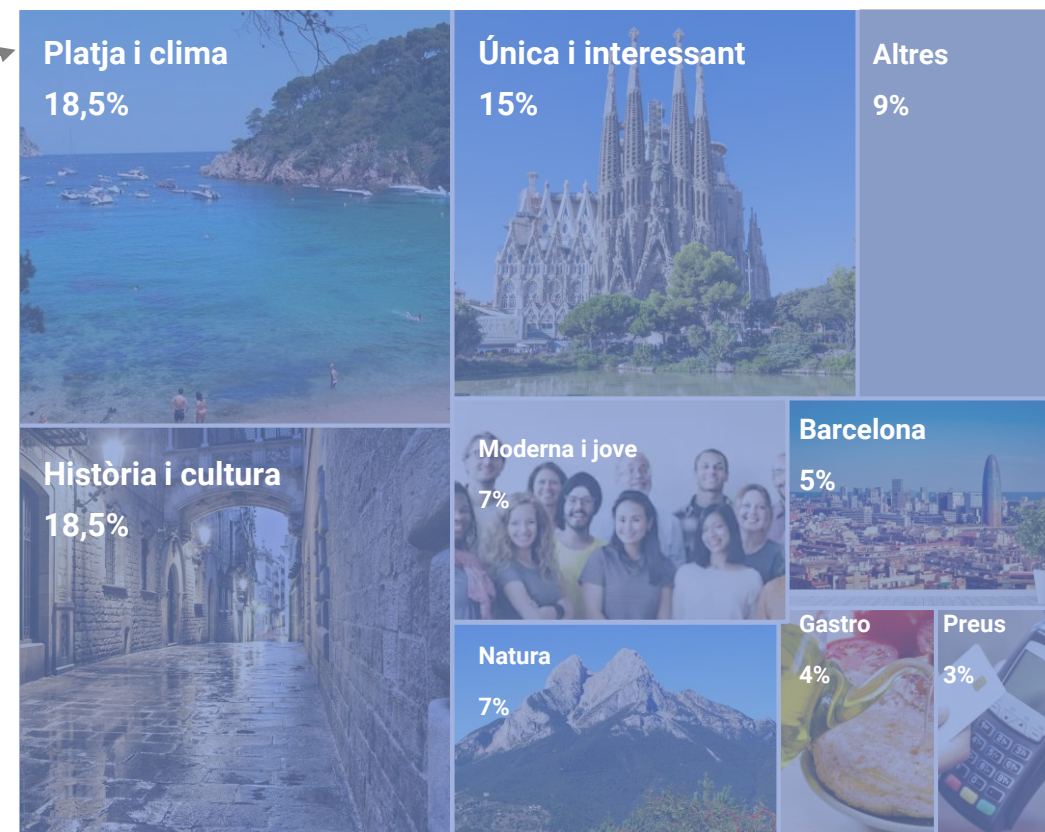 Platja i clima
18,5%
Única i interessant
15%
Altres
9%
Història i cultura
18,5%
Moderna i jove
7%
Barcelona
5%
Natura
7%
Gastro
4%
Preus
3%